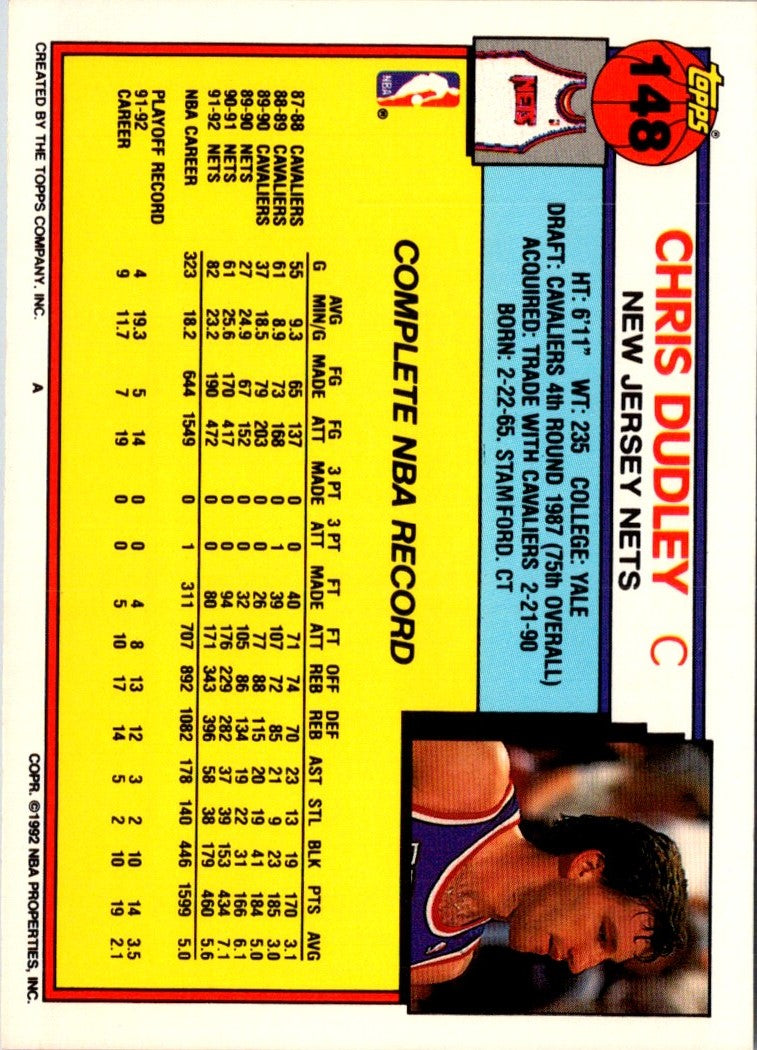 topps®
148
CHRIS DUDLEY C
NEW JERSEY NETS
NETS
HT: 6'11" WT: 235 COLLEGE: YALE
DRAFT: CAVALIERS 4th ROUND 1987 (75th OVERALL)
ACQUIRED: TRADE WITH CAVALIERS 2-21-90
BORN: 2-22-65, STAMFORD, CT
NBA ®
COMPLETE NBA RECORD
AVG FG FG 3 PT 3 PT FT FT OFF DEF
G MIN/G MADE ATT MADE ATT MADE ATT REB REB AST STL BLK PTS AVG
87-88 CAVALIERS 55 9.3 65 137 0 0 40 71 74 70 23 13 19 170 3.1
88-89 CAVALIERS 61 8.9 73 168 0 1 39 107 72 85 21 9 23 185 3.0
89-90 CAVALIERS 37 18.5 79 203 0 0 26 77 88 115 20 19 41 184 5.0
89-90 NETS 27 24.9 67 152 0 0 32 105 86 134 19 22 31 166 6.1
90-91 NETS 61 25.6 170 417 0 0 94 176 229 282 37 39 153 434 7.1
91-92 NETS 82 23.2 190 472 0 0 80 171 343 396 58 38 179 460 5.6
NBA CAREER 323 18.2 644 1549 0 1 311 707 892 1082 178 140 446 1599 5.0
PLAYOFF RECORD
91-92 4 19.3 5 14 0 0 4 8 13 12 3 2 10 14 3.5
CAREER 9 11.7 7 19 0 0 5 10 17 14 5 2 10 19 2.1
CREATED BY THE TOPPS COMPANY, INC. A COPR. ©1992 NBA PROPERTIES, INC.